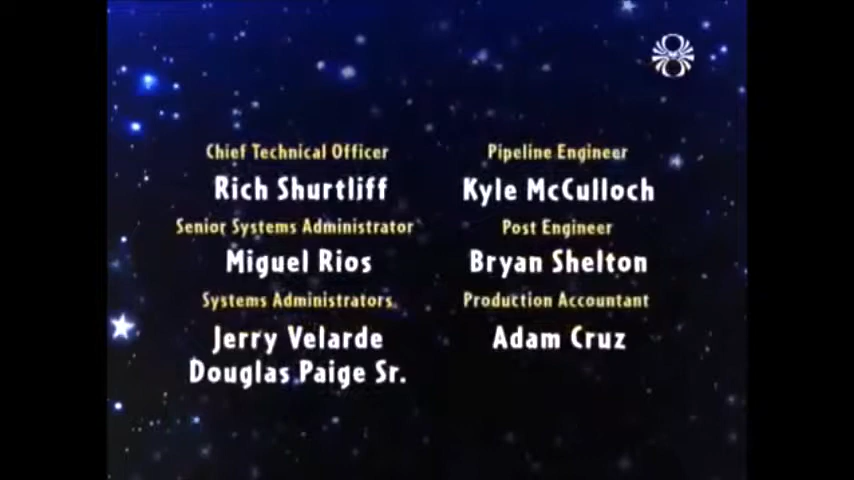 Chief Technical Officer
Rich Shurtliff
Senior Systems Administrator
Miguel Rios
Systems Administrators
Jerry Velarde
Douglas Paige Sr.
Pipeline Engineer
Kyle McCulloch
Post Engineer
Bryan Shelton
Production Accountant
Adam Cruz